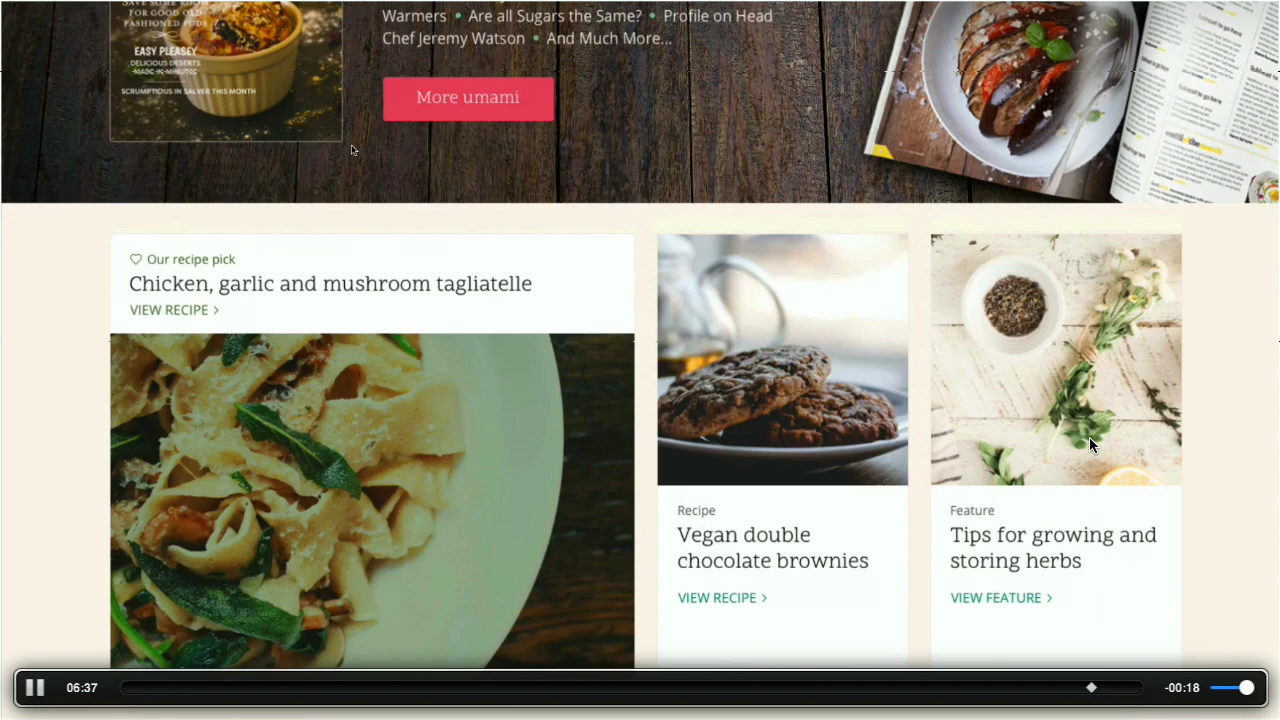 SAVE SOME ROOM
FOR GOOD OLD
FASHIONED PUDS
EASY PLEASEY
DELICIOUS DESERTS
MADE IN MINUTES
SCRUMPTIOUS IN SALVER THIS MONTH
Warmers • Are all Sugars the Same? • Profile on Head
Chef Jeremy Watson • And Much More...
More umami
Our recipe pick
Chicken, garlic and mushroom tagliatelle
VIEW RECIPE >
Recipe
Vegan double
chocolate brownies
VIEW RECIPE >
Feature
Tips for growing and
storing herbs
VIEW FEATURE >
06:37
-00:18